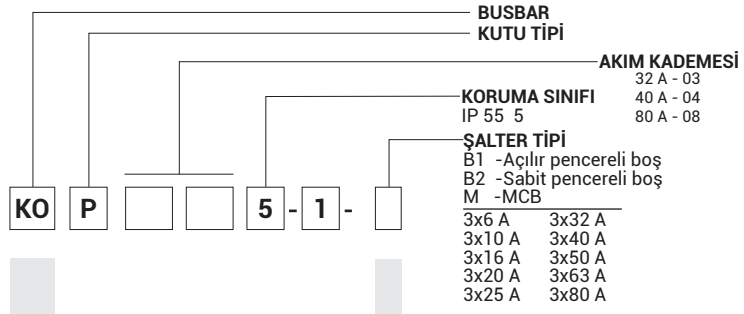 BUSBAR
KUTU TİPİ
AKIM KADEMESİ
32 A - 03
40 A - 04
80 A - 08
KORUMA SINIFI
IP 55 5
ŞALTER TİPİ
B1 -Açılır pencereli boş
B2 -Sabit pencereli boş
M -MCB
3x6 A 3x32 A
3x10 A 3x40 A
3x16 A 3x50 A
3x20 A 3x63 A
3x25 A 3x80 A
KO P 5 - 1 -